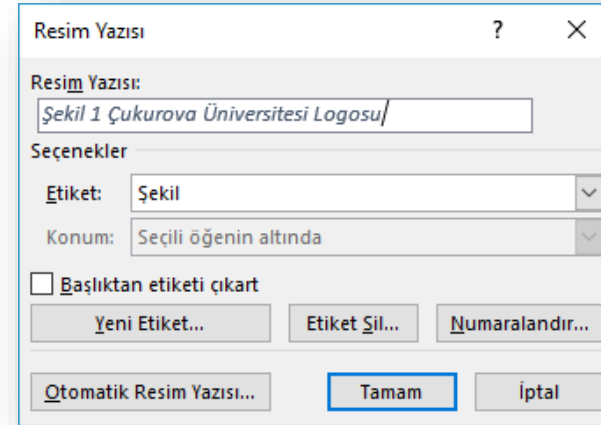 Resim Yazısı ?
Resim Yazısı:
Şekil 1 Çukurova Üniversitesi Logosu
Seçenekler
Etiket: Şekil
Konum: Seçili öğenin altında
Başlıktan etiketi çıkart
Yeni Etiket... Etiket Sil... Numaralandır...
Otomatik Resim Yazısı... Tamam İptal